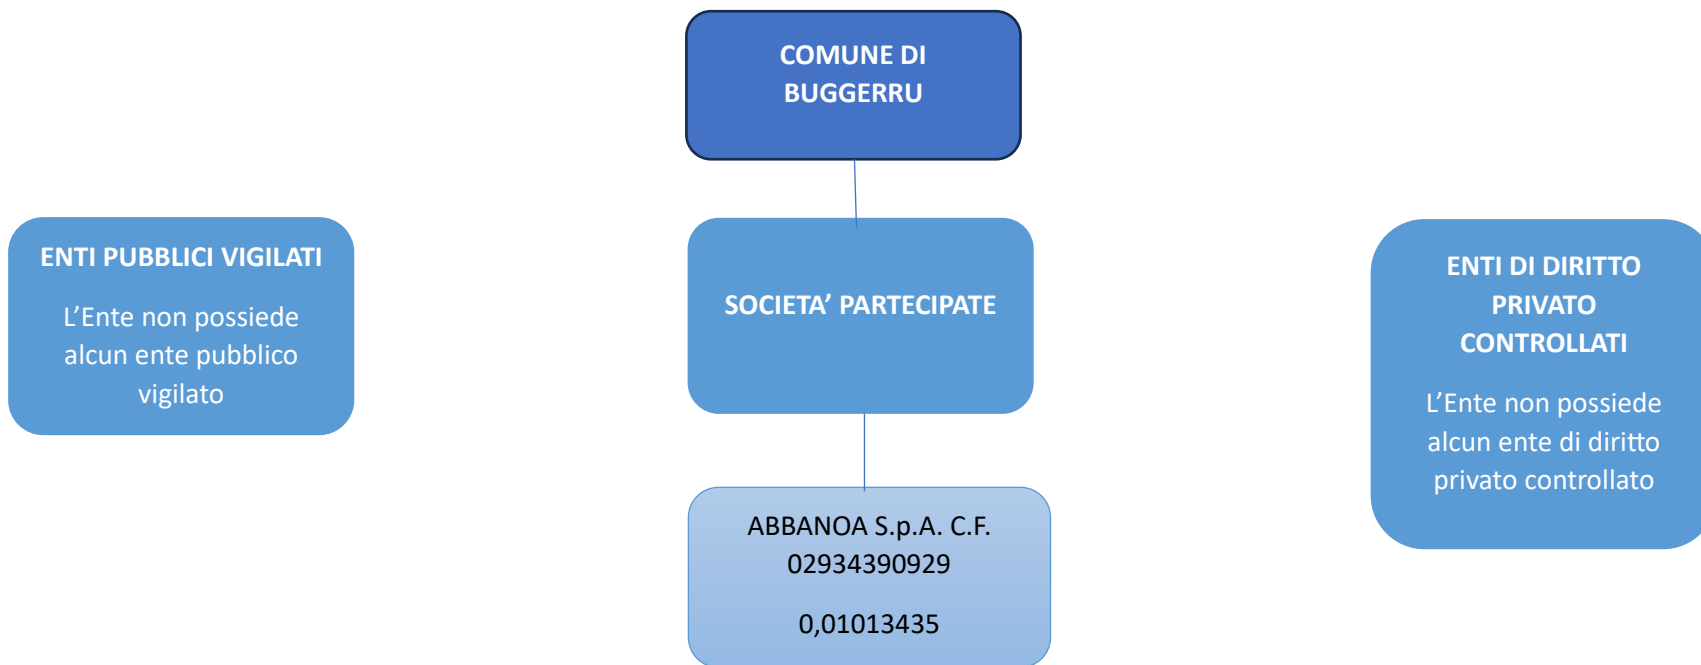 COMUNE DI
BUGGERRU
ENTI PUBBLICI VIGILATI
L’Ente non possiede
alcun ente pubblico
vigilato
SOCIETA’ PARTECIPATE
ENTI DI DIRITTO
PRIVATO
CONTROLLATI
L’Ente non possiede
alcun ente di diritto
privato controllato
ABBANOA S.p.A. C.F.
02934390929
0,01013435